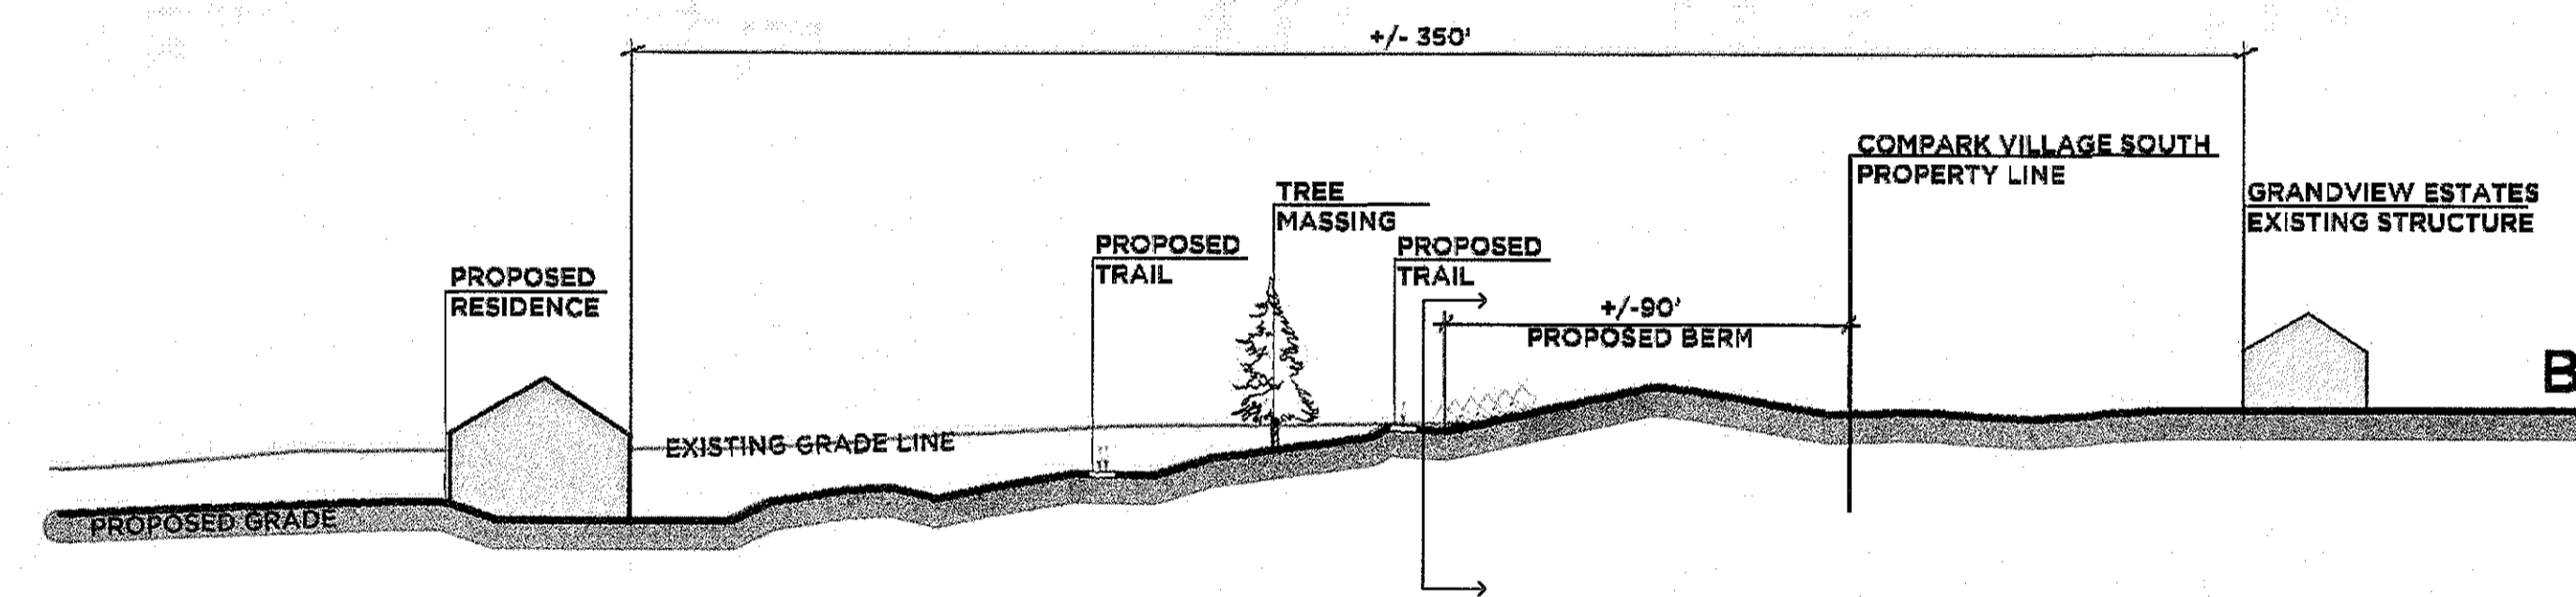 +/- 350'
COMPARK VILLAGE SOUTH
PROPERTY LINE
TREE
MASSING
GRANDVIEW ESTATES
EXISTING STRUCTURE
PROPOSED
TRAIL
PROPOSED
TRAIL
PROPOSED
RESIDENCE
+/-90'
PROPOSED BERM
B
EXISTING GRADE LINE
PROPOSED GRADE